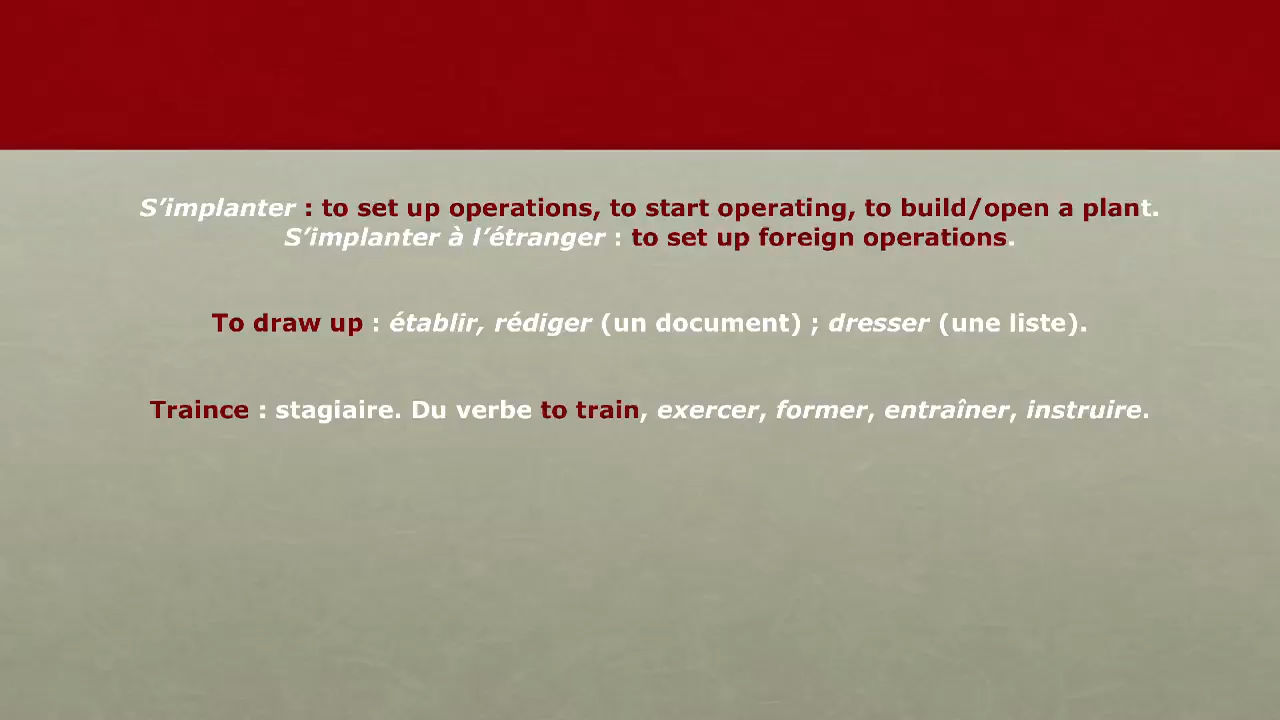 S’implanter : to set up operations, to start operating, to build/open a plant.
S’implanter à l’étranger : to set up foreign operations.
To draw up : établir, rédiger (un document) ; dresser (une liste).
Traince : stagiaire. Du verbe to train, exercer, former, entraîner, instruire.